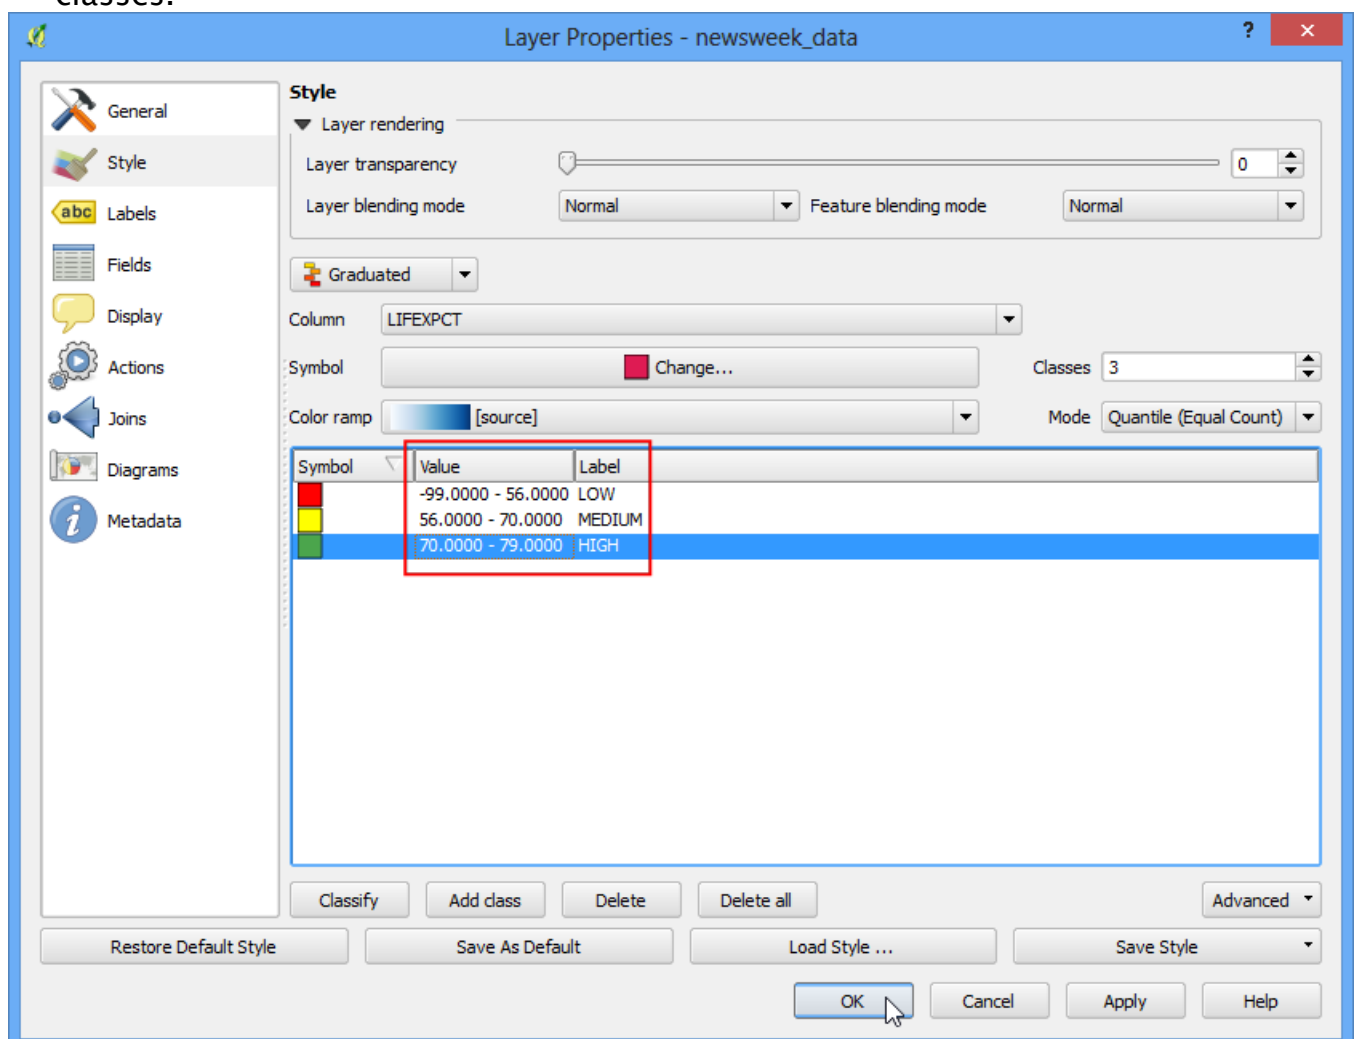 classes.
Layer Properties - newsweek_data
?
General
Style
Labels
Fields
Display
Actions
Joins
Diagrams
Metadata
abc
i
Style
Layer rendering
Layer transparency 0
Layer blending mode Normal Feature blending mode Normal
Graduated
Column LIFEXPCT
Symbol Change... Classes 3
Color ramp [source] Mode Quantile (Equal Count)
Symbol Value Label
-99.0000 - 56.0000 LOW
56.0000 - 70.0000 MEDIUM
70.0000 - 79.0000 HIGH
Classify Add class Delete Delete all Advanced
Restore Default Style Save As Default Load Style ... Save Style
OK Cancel Apply Help